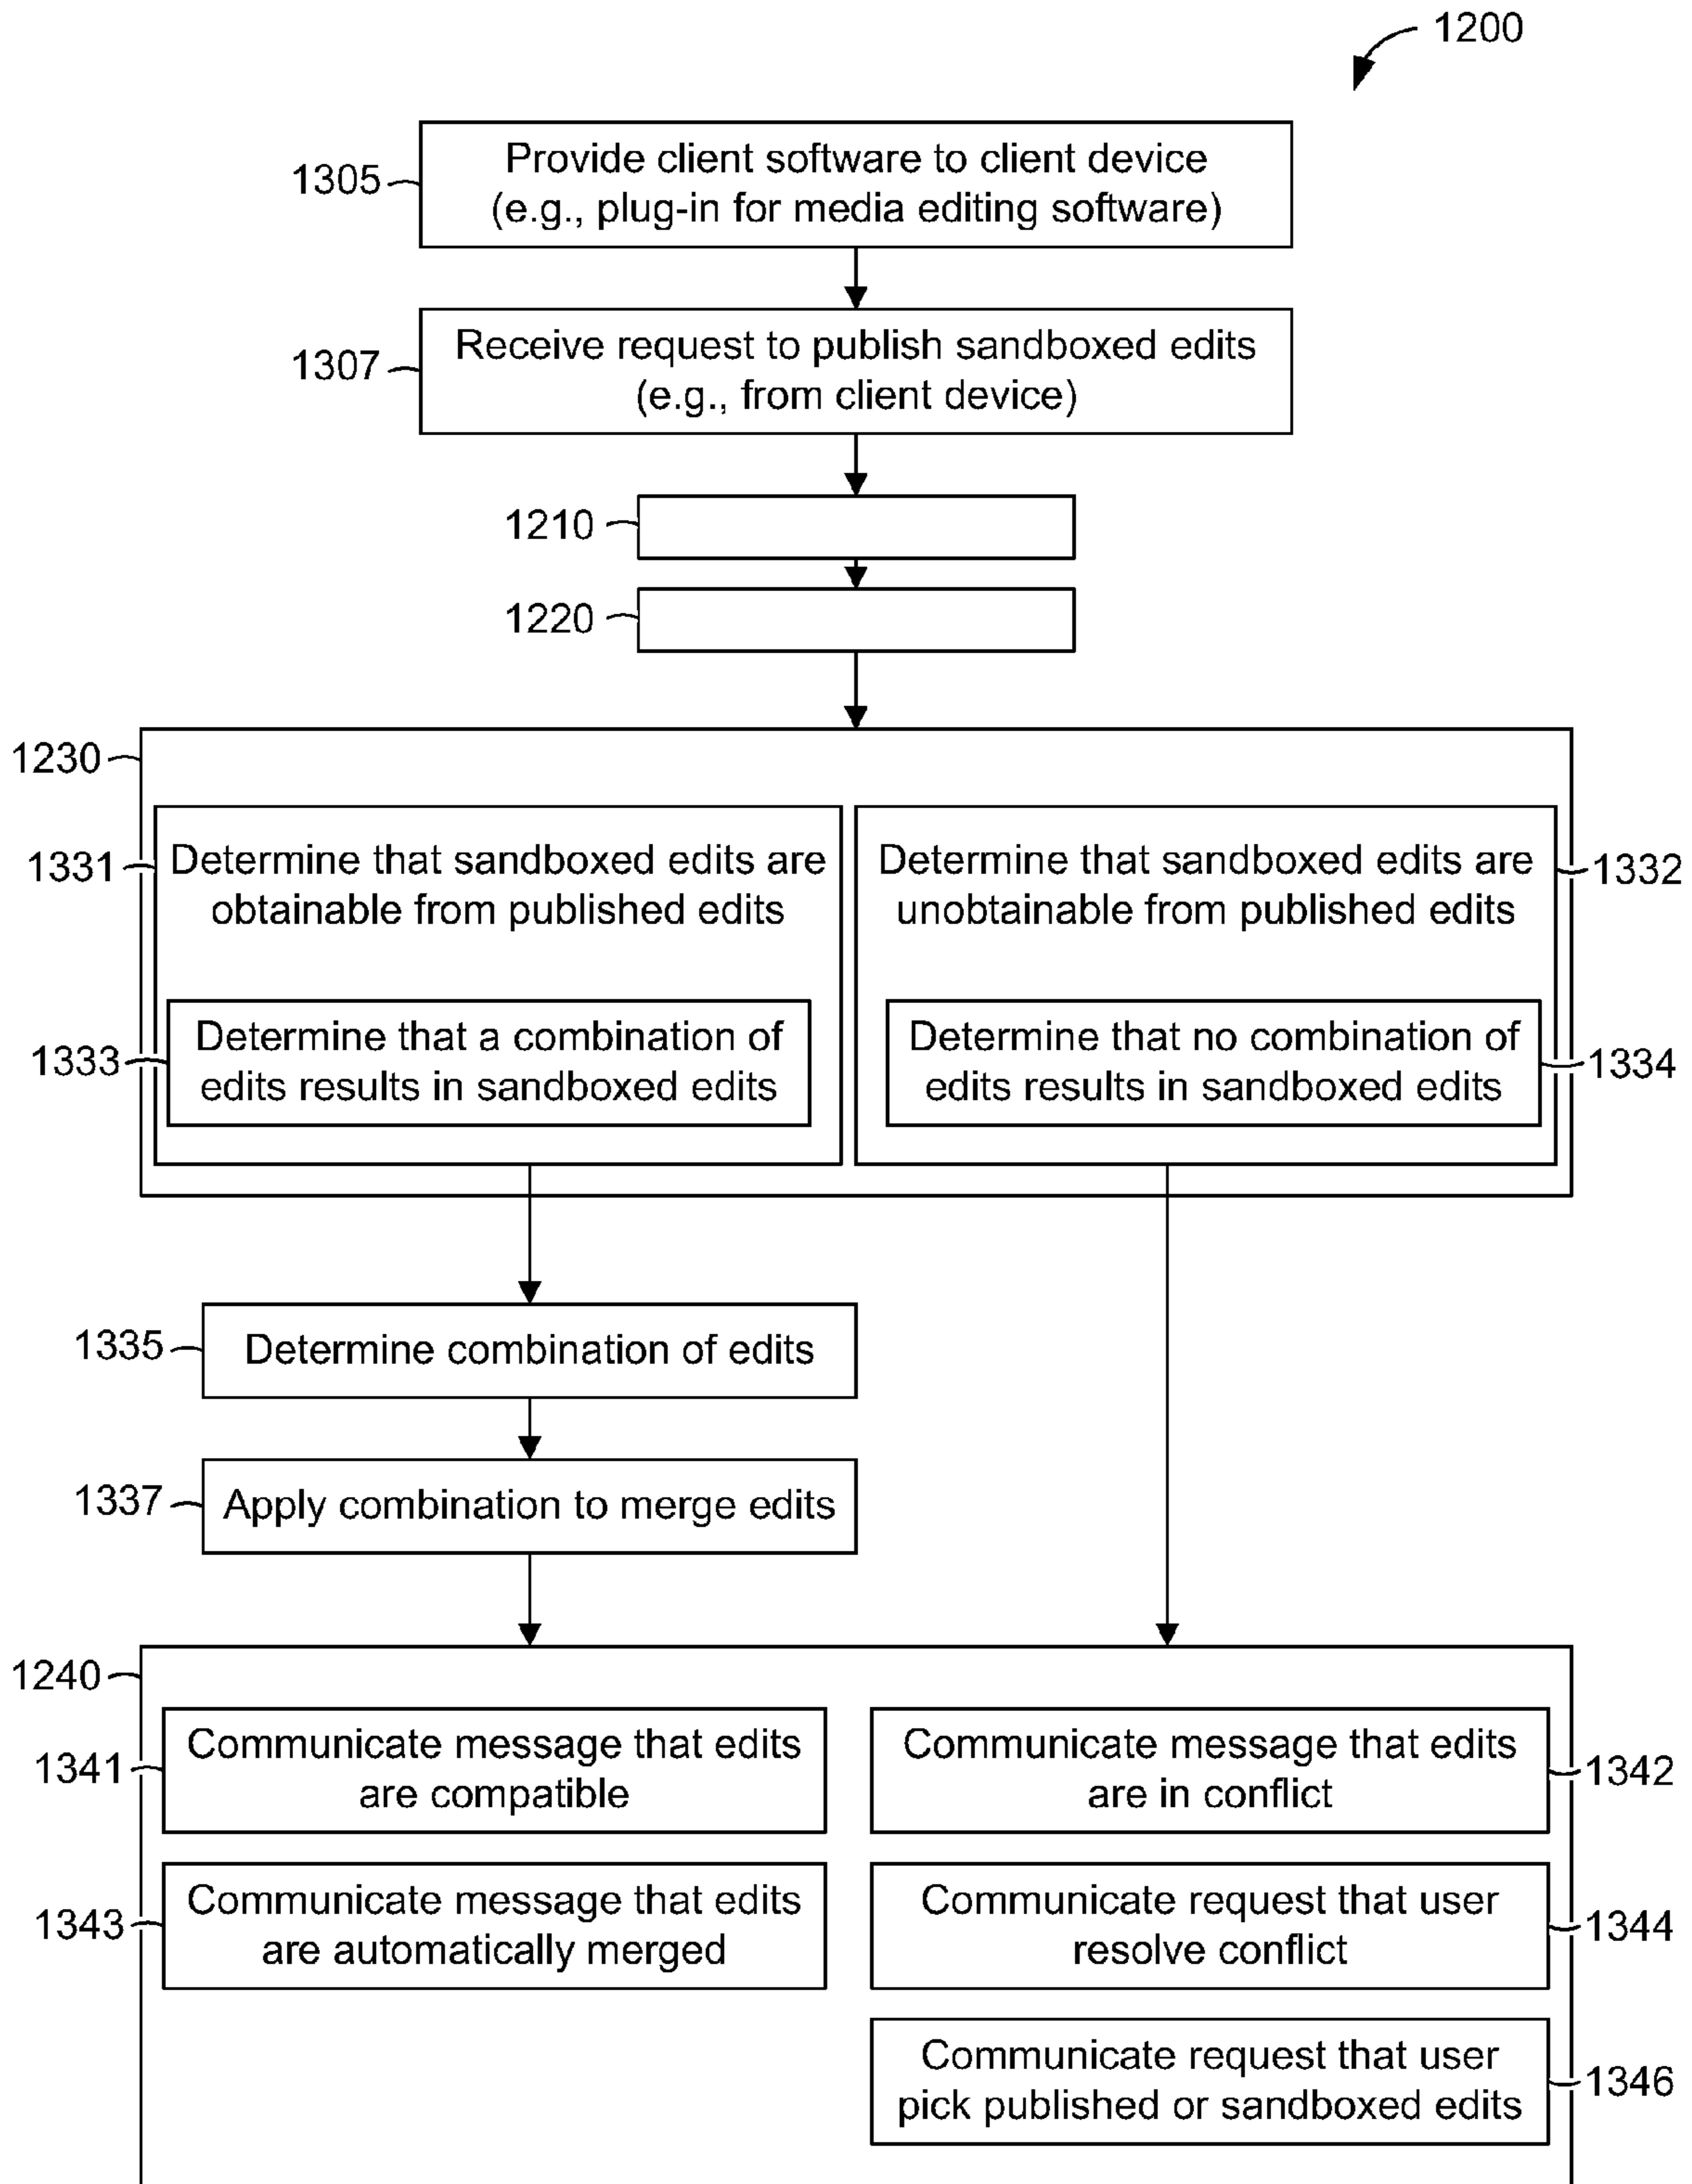 1200
1305
Provide client software to client device
(e.g., plug-in for media editing software)
1307
Receive request to publish sandboxed edits
(e.g., from client device)
1210
1220
1230
1331
Determine that sandboxed edits are
obtainable from published edits
Determine that sandboxed edits are
unobtainable from published edits
1332
1333
Determine that a combination of
edits results in sandboxed edits
Determine that no combination of
edits results in sandboxed edits
1334
1335
Determine combination of edits
1337
Apply combination to merge edits
1240
1341
Communicate message that edits
are compatible
Communicate message that edits
are in conflict
1342
1343
Communicate message that edits
are automatically merged
Communicate request that user
resolve conflict
1344
Communicate request that user
pick published or sandboxed edits
1346